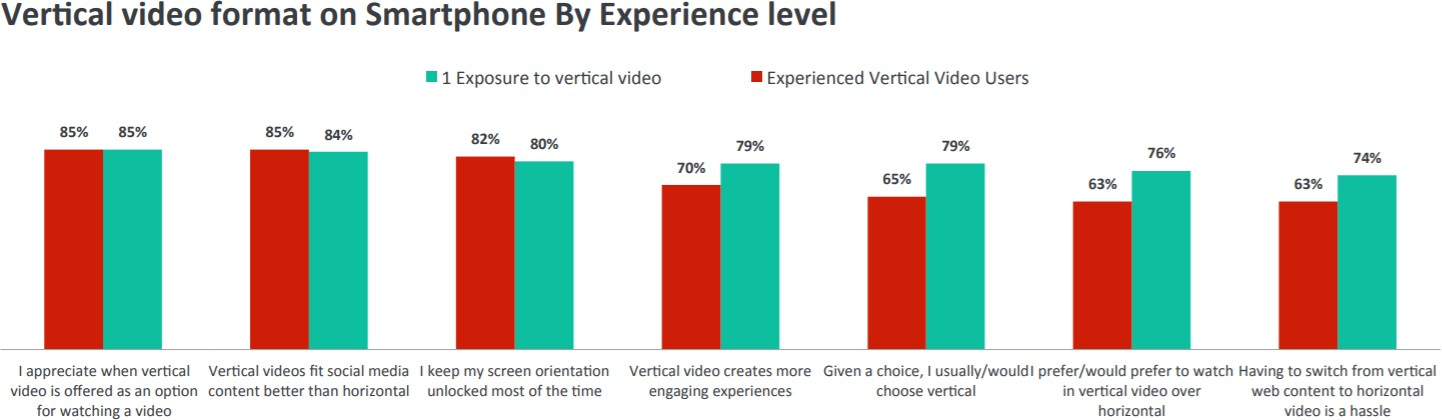 Vertical video format on Smartphone By Experience level
1 Exposure to vertical video Experienced Vertical Video Users
85% 85% 85% 84% 82% 80% 70% 79% 65% 79% 63% 76% 63% 74%
I appreciate when vertical
video is offered as an option
for watching a video
Vertical videos fit social media
content better than horizontal
I keep my screen orientation
unlocked most of the time
Vertical video creates more
engaging experiences
Given a choice, I usually/would
choose vertical
I prefer/would prefer to watch
in vertical video over
horizontal
Having to switch from vertical
web content to horizontal
video is a hassle